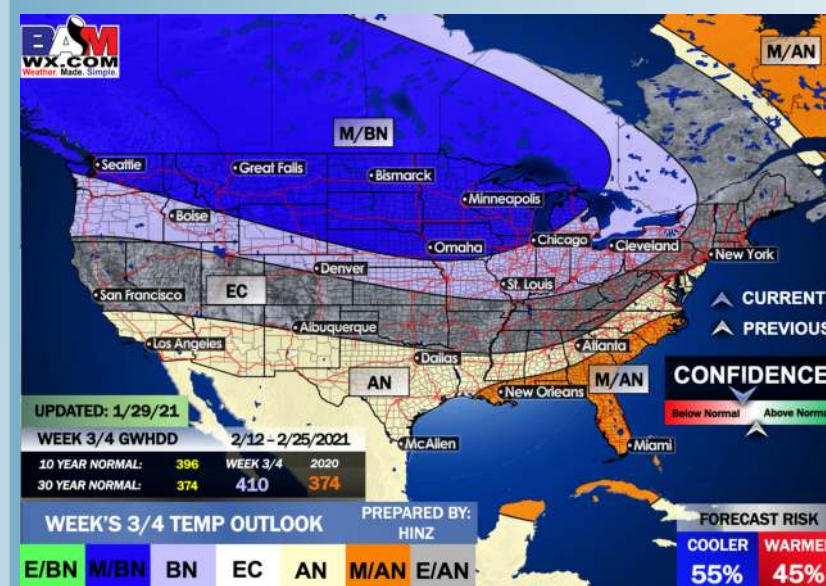 BAM
WX.COM
Weather. Made. Simple.
M/AN
M/BN
Seattle
Great Falls
Bismarck
Minneapolis
Boise
Omaha
Chicago
Cleveland
New York
Denver
St. Louis
San Francisco
EC
CURRENT
PREVIOUS
Albuquerque
Los Angeles
Dallas
Atlanta
AN
M/AN
CONFIDENCE
New Orleans
Below Normal
Above Norma
UPDATED: 1/29/21
Miami
WEEK 3/4 GWHDD 2/12 - 2/25/2021
McAllen
10 YEAR NORMAL: 396 WEEK 3/4 2020
30 YEAR NORMAL: 374 410 374
WEEK'S 3/4 TEMP OUTLOOK
PREPARED BY:
HINZ
FORECAST RISK
COOLER WARMER
55% 45%
E/BN M/BN BN EC AN M/AN E/AN